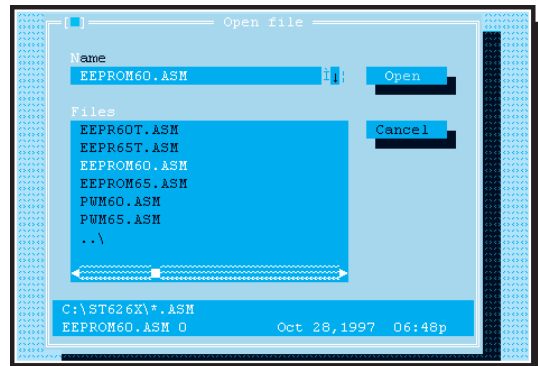 [■] Open file
Name
EEPROM60.ASM ↓
Open
Files
EEPR60T.ASM
Cancel
EEPR65T.ASM
EEPROM60.ASM
EEPROM65.ASM
PWM60.ASM
PWM65.ASM
..\
C:\ST626X\*.ASM
EEPROM60.ASM 0 Oct 28,1997 06:48p